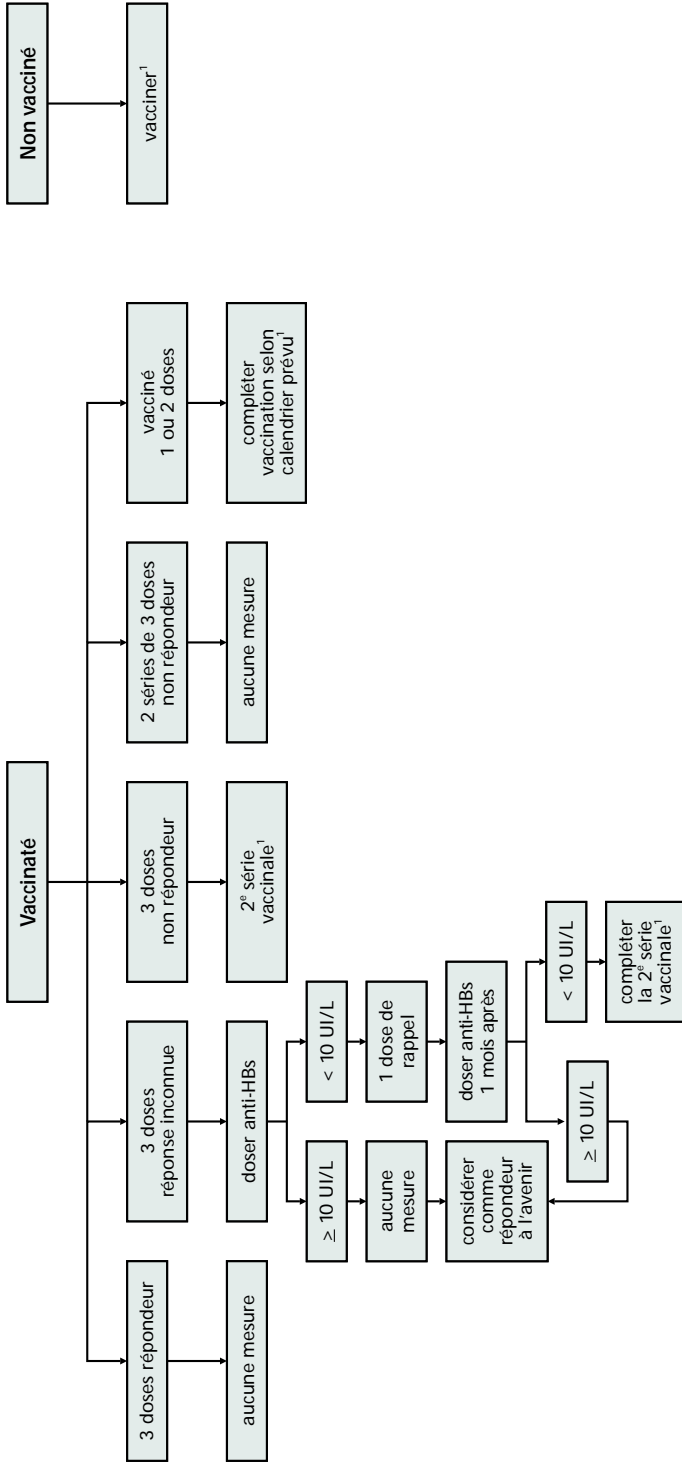 Vaccinaté
3 doses répondeur
aucune mesure
3 doses
réponse inconnue
doser anti-HBs
≥ 10 UI/L
aucune
mesure
considérer
comme
répondeur
à l'avenir
< 10 UI/L
1 dose de
rappel
doser anti-HBs
1 mois après
≥ 10 UI/L
< 10 UI/L
compléter
la 2e série
vaccinale1
3 doses
non répondeur
2e série
vaccinale1
2 séries de 3 doses
non répondeur
aucune mesure
vacciné
1 ou 2 doses
compléter
vaccination selon
calendrier prévu1
Non vacciné
vacciner1